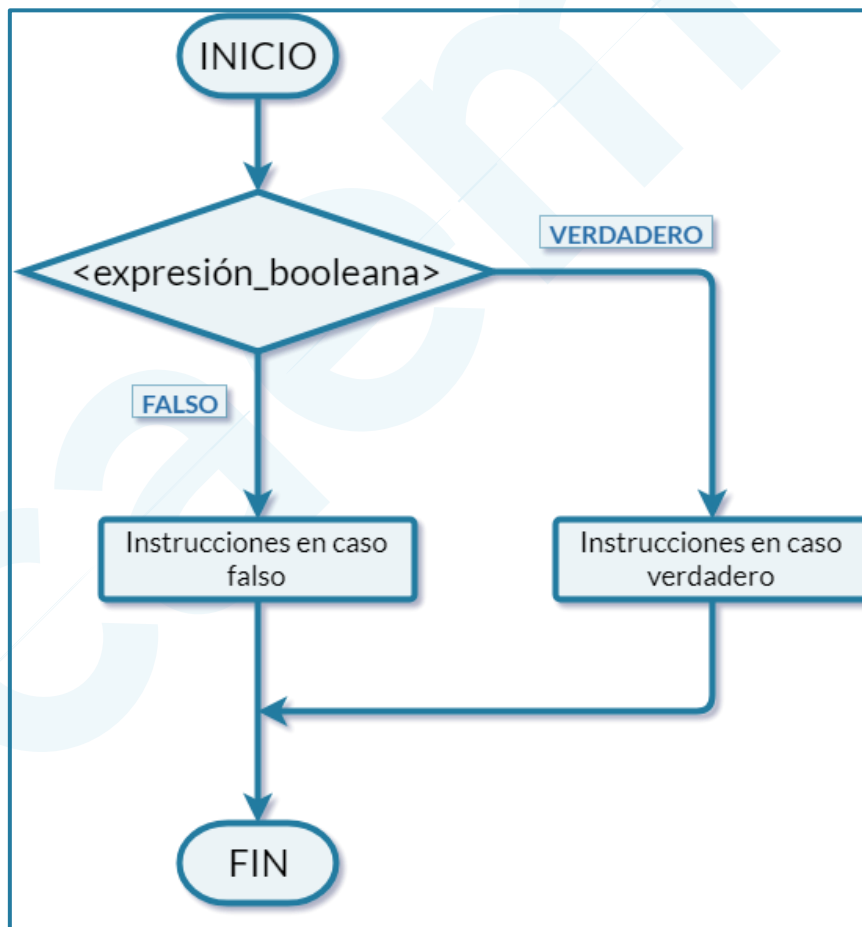 INICIO
VERDADERO
<expresión_booleana>
FALSO
Instrucciones en caso
falso
Instrucciones en caso
verdadero
FIN